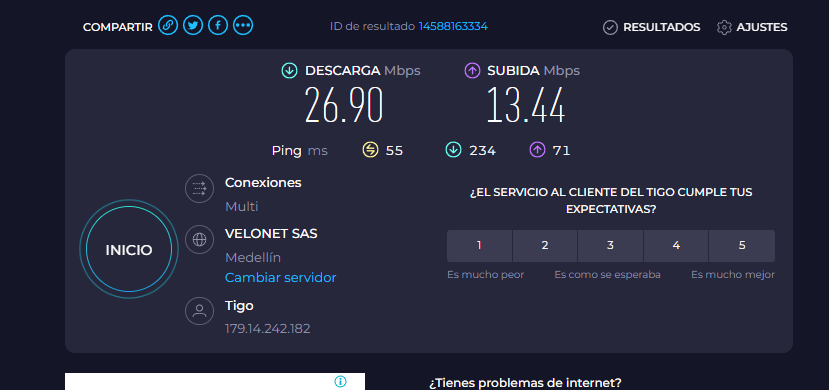 COMPARTIR
ID de resultado 14588163334
RESULTADOS
AJUSTES
DESCARGA Mbps
26.90
SUBIDA Mbps
13.44
Ping ms 55 234 71
Conexiones
Multi
VELONET SAS
Medellín
Cambiar servidor
Tigo
179.14.242.182
INICIO
¿EL SERVICIO AL CLIENTE DEL TIGO CUMPLE TUS
EXPECTATIVAS?
1 2 3 4 5
Es mucho peor Es como se esperaba Es mucho mejor
¿Tienes problemas de internet?